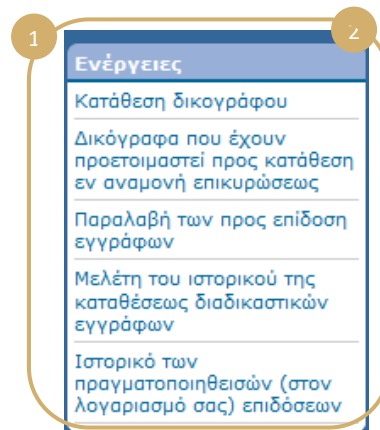 1
2
Ενέργειες
Κατάθεση δικογράφου
Δικόγραφα που έχουν
προετοιμαστεί προς κατάθεση
εν αναμονή επικυρώσεως
Παραλαβή των προς επίδοση
εγγράφων
Μελέτη του ιστορικού της
καταθέσεως διαδικαστικών
εγγράφων
Ιστορικό των
πραγματοποιηθεισών (στον
λογαριασμό σας) επιδόσεων